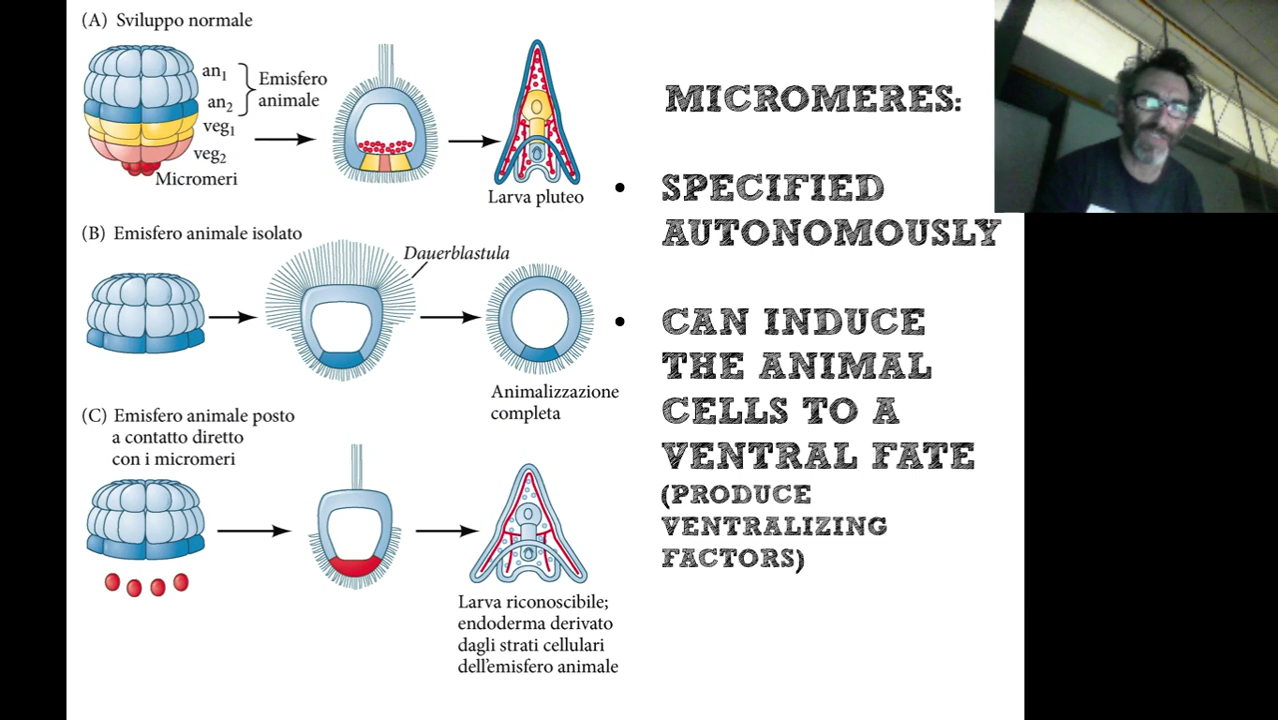 (A) Sviluppo normale
an1
an2
Emisfero
animale
veg1
veg2
Micromeri
Larva pluteo
(B) Emisfero animale isolato
Dauerblastula
Animalizzazione
completa
(C) Emisfero animale posto
a contatto diretto
con i micromeri
Larva riconoscibile;
endoderma derivato
dagli strati cellulari
dell'emisfero animale
MICROMERES:
• SPECIFIED
AUTONOMOUSLY
• CAN INDUCE
THE ANIMAL
CELLS TO A
VENTRAL FATE
(PRODUCE
VENTRALIZING
FACTORS)